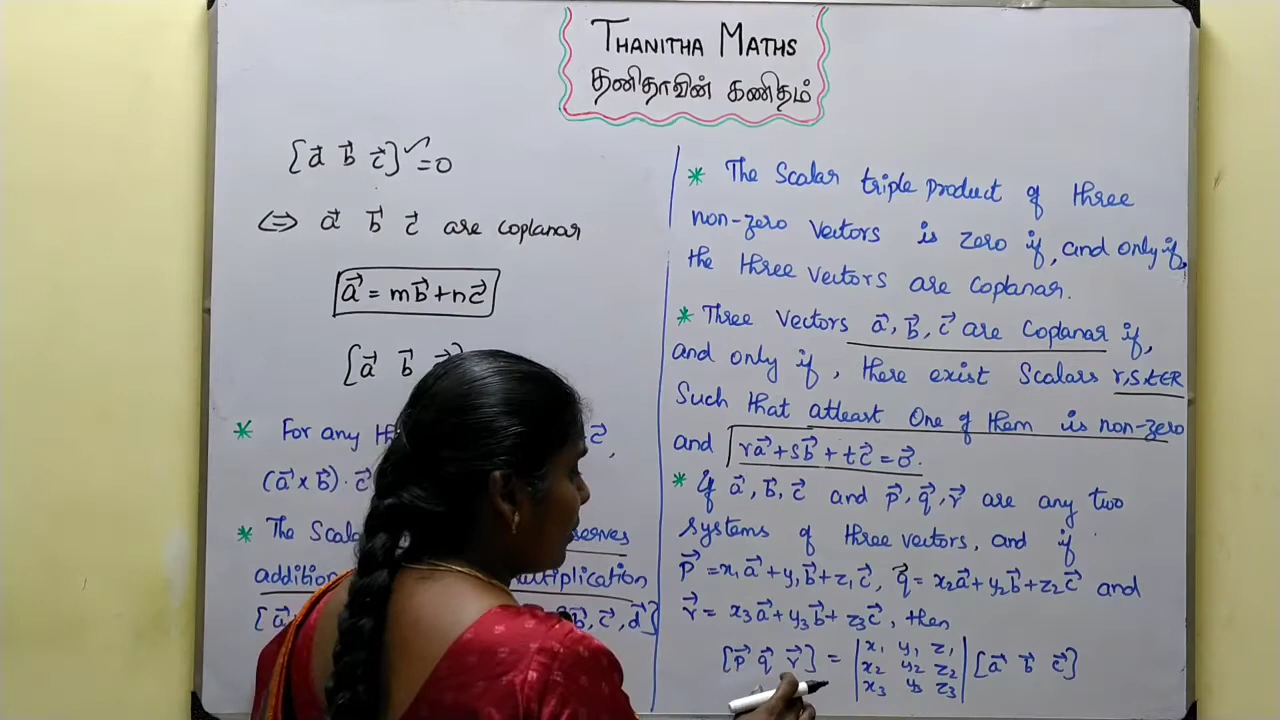 THANITHA MATHS
தனிதாவின் கணிதம்
[a⃗ b⃗ c⃗]✓=0
⇔ a⃗ b⃗ c⃗ are coplanar
a⃗ = mb⃗+nc⃗
[a⃗ b⃗
* For any c⃗,
(a⃗ x b⃗) . c⃗
* The
addition
* The Scalar triple product of three
non-zero vectors is zero if, and only if,
the three vectors are coplanar.
* Three vectors a⃗, b⃗, c⃗ are Coplanar if,
and only if, there exist Scalars r,s,t∈R
Such that atleast One of them is non-zero
and ra⃗+sb⃗+tc⃗=0⃗.
* If a⃗, b⃗, c⃗ and p⃗, q⃗, r⃗ are any two
systems of three vectors, and if
p⃗ = x₁a⃗+y₁b⃗+z₁c⃗, q⃗ = x₂a⃗+y₂b⃗+z₂c⃗ and
r⃗ = x₃a⃗+y₃b⃗+z₃c⃗, then
[p⃗ q⃗ r⃗] = | x₁ y₁ z₁ | [a⃗ b⃗ c⃗]
x₂ y₂ z₂
x₃ y₃ z₃